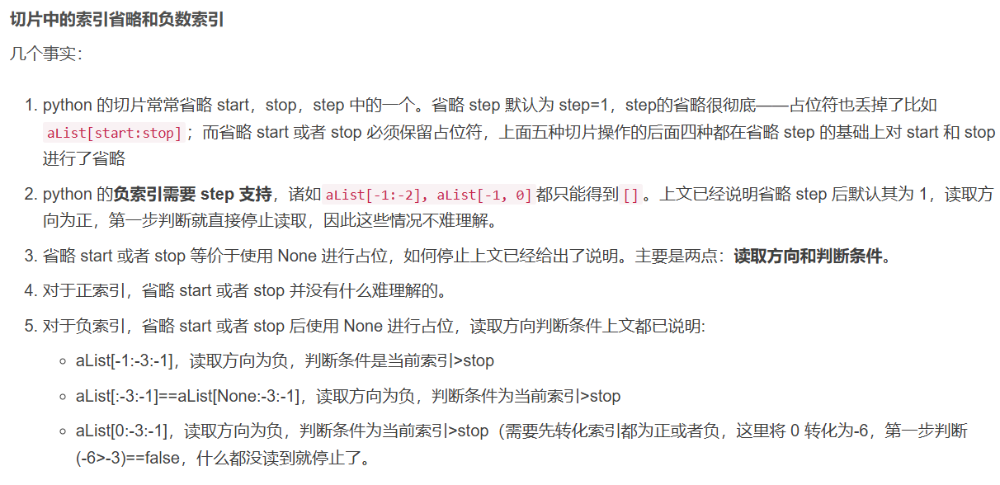 切片中的索引省略和负数索引
几个事实：
1. python 的切片常常省略 start，stop，step 中的一个。省略 step 默认为 step=1，step的省略很彻底——占位符也丢掉了比如
aList[start:stop]；而省略 start 或者 stop 必须保留占位符，上面五种切片操作的后面四种都在省略 step 的基础上对 start 和 stop
进行了省略
2. python 的负索引需要 step 支持，诸如 aList[-1:-2], aList[-1, 0] 都只能得到 []。上文已经说明省略 step 后默认其为 1，读取方
向为正，第一步判断就直接停止读取，因此这些情况不难理解。
3. 省略 start 或者 stop 等价于使用 None 进行占位，如何停止上文已经给出了说明。主要是两点：读取方向和判断条件。
4. 对于正索引，省略 start 或者 stop 并没有什么难理解的。
5. 对于负索引，省略 start 或者 stop 后使用 None 进行占位，读取方向判断条件上文都已说明:
○ aList[-1:-3:-1]，读取方向为负，判断条件是当前索引>stop
○ aList[:-3:-1]==aList[None:-3:-1]，读取方向为负，判断条件为当前索引>stop
○ aList[0:-3:-1]，读取方向为负，判断条件为当前索引>stop（需要先转化索引都为正或者负，这里将 0 转化为-6，第一步判断
(-6>-3)==false，什么都没读到就停止了。